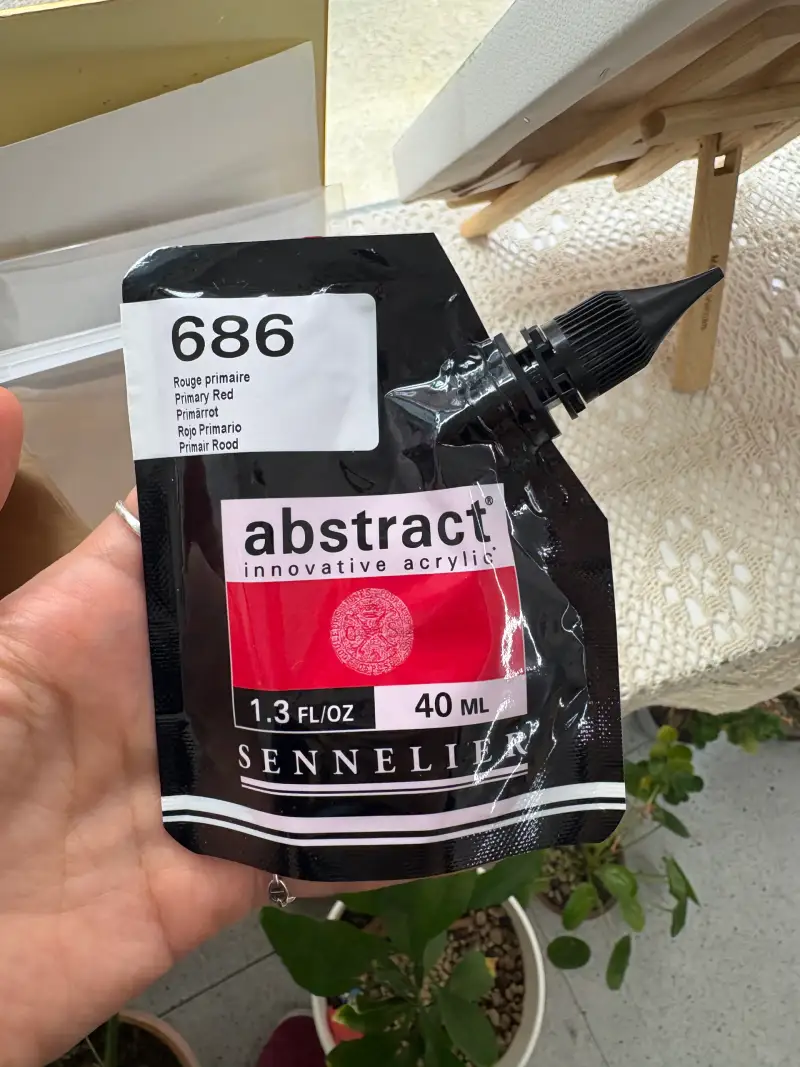 686
Rouge primaire
Primary Red
Primärrot
Rojo Primario
Primair Rood
abstract®
innovative acrylic
1.3 FL/OZ
40 ML
SENNELIER